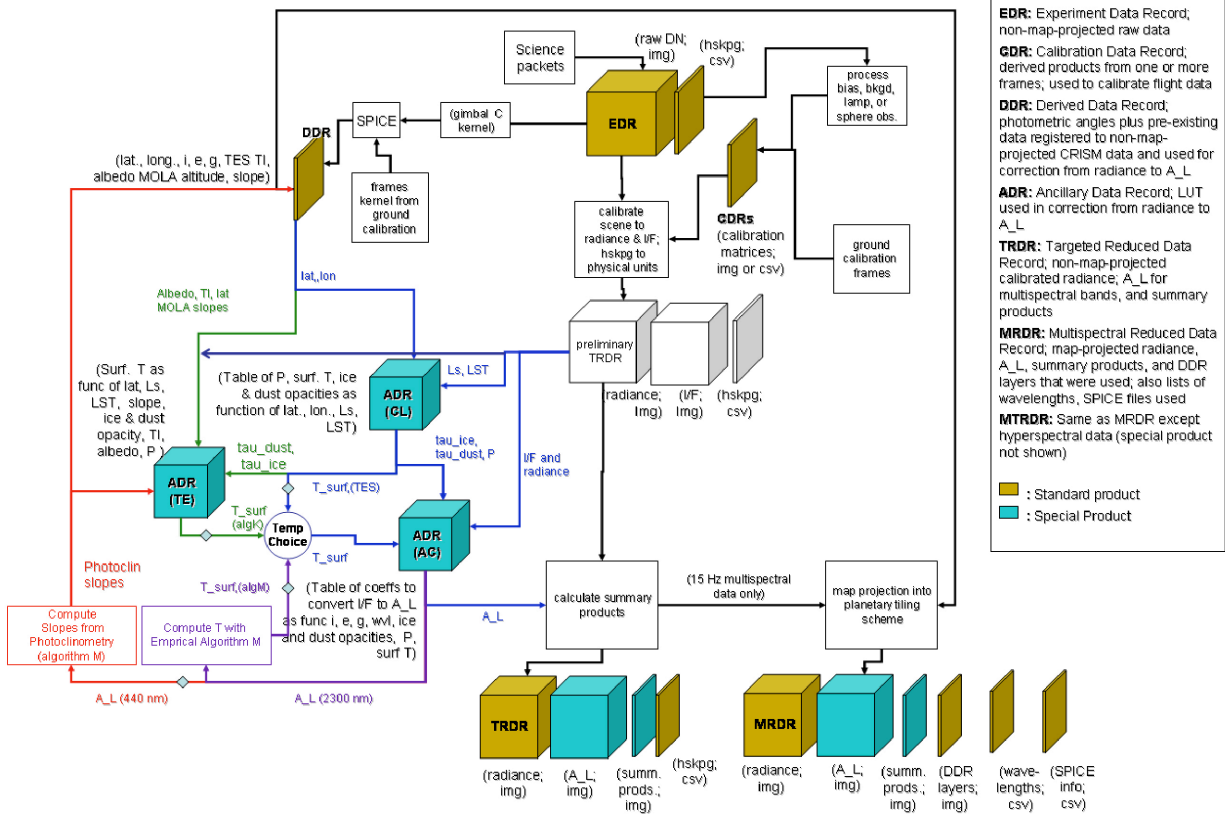 Science
packets
(raw DN;
img)
(hskpg;
csv)
EDR
process
bias, bkgd,
lamp, or
sphere obs.
(gimbal C
kernel)
SPICE
DDR
(lat., long., i, e, g, TES TI,
albedo MOLA altitude, slope)
frames
kernel from
ground
calibration
calibrate
scene to
radiance & I/F;
hskpg to
physical units
CDRs
(calibration
matrices;
img or csv)
ground
calibration
frames
lat,,lon
Albedo, TI, lat
MOLA slopes
preliminary
TRDR
(radiance;
Img)
(I/F;
Img)
(hskpg;
csv)
Ls, LST
(Surf. T as
func of lat, Ls,
LST, slope,
ice & dust
opacity, TI,
albedo, P )
(Table of P, surf. T, ice
& dust opacities as
function of lat., lon., Ls,
LST)
ADR
(CL)
tau_ice,
tau_dust, P
I/F and
radiance
tau_dust,
tau_ice
ADR
(TE)
T_surf,(TES)
T_surf
(algK)
Temp
Choice
T_surf
ADR
(AC)
Photoclin
slopes
T_surf,(algM)
(Table of coeffs to
convert I/F to A_L
as func i, e, g, wvl, ice
and dust opacities, P,
surf T)
Compute
Slopes from
Photoclinometry
(algorithm M)
Compute T with
Emprical Algorithm M
A_L
A_L (440 nm)
A_L (2300 nm)
calculate summary
products
(15 Hz multispectral
data only)
map projection into
planetary tiling
scheme
TRDR
(radiance;
img)
(A_L;
img)
(summ.
prods.;
img)
(hskpg;
csv)
MRDR
(radiance;
img)
(A_L;
img)
(summ.
prods.;
img)
(DDR
layers;
img)
(wave-
lengths;
csv)
(SPICE
info;
csv)
EDR: Experiment Data Record;
non-map-projected raw
data
CDR: Calibration Data Record;
derived products from one or more
frames; used to calibrate flight data
DDR: Derived Data Record;
photometric angles plus pre-existing
data registered to non-map-
projected CRISM data and used for
correction from radiance to A_L
ADR: Ancillary Data Record; LUT
used in correction from radiance to
A_L
TRDR: Targeted Reduced Data
Record; non-map-projected
calibrated radiance; A_L for
multispectral bands, and summary
products
MRDR: Multispectral Reduced Data
Record; map-projected radiance,
A_L, summary products, and DDR
layers that were used; also lists of
wavelengths, SPICE files used
MTRDR: Same as MRDR except
hyperspectral data (special product
not shown)
: Standard product
: Special Product